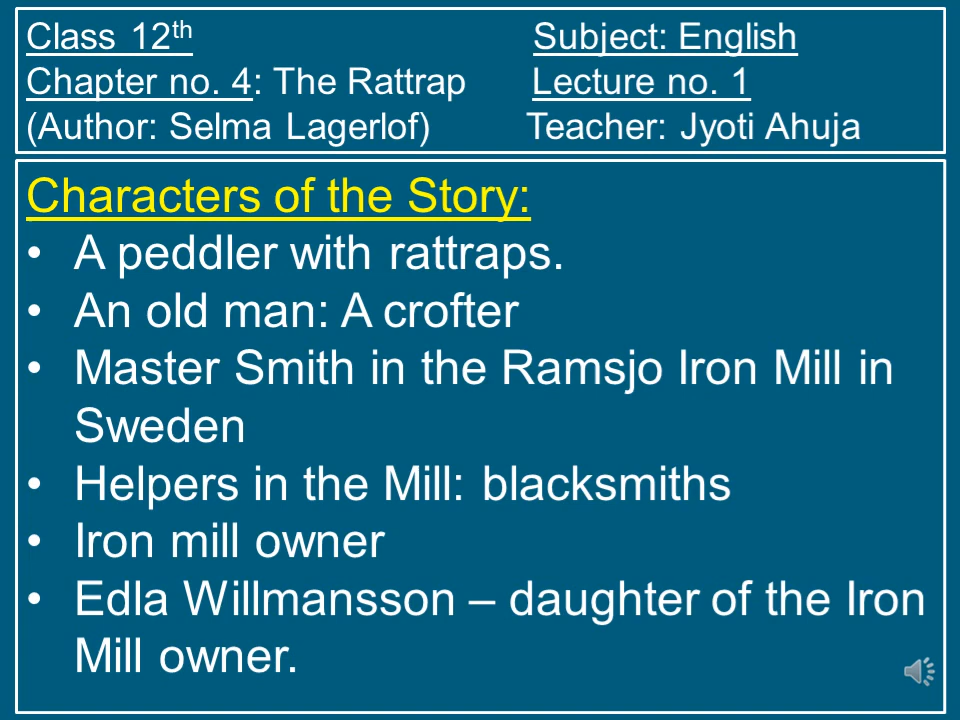 Class 12th Subject: English
Chapter no. 4: The Rattrap Lecture no. 1
(Author: Selma Lagerlof) Teacher: Jyoti Ahuja
Characters of the Story:
• A peddler with rattraps.
• An old man: A crofter
• Master Smith in the Ramsjo Iron Mill in
Sweden
• Helpers in the Mill: blacksmiths
• Iron mill owner
• Edla Willmansson – daughter of the Iron
Mill owner.